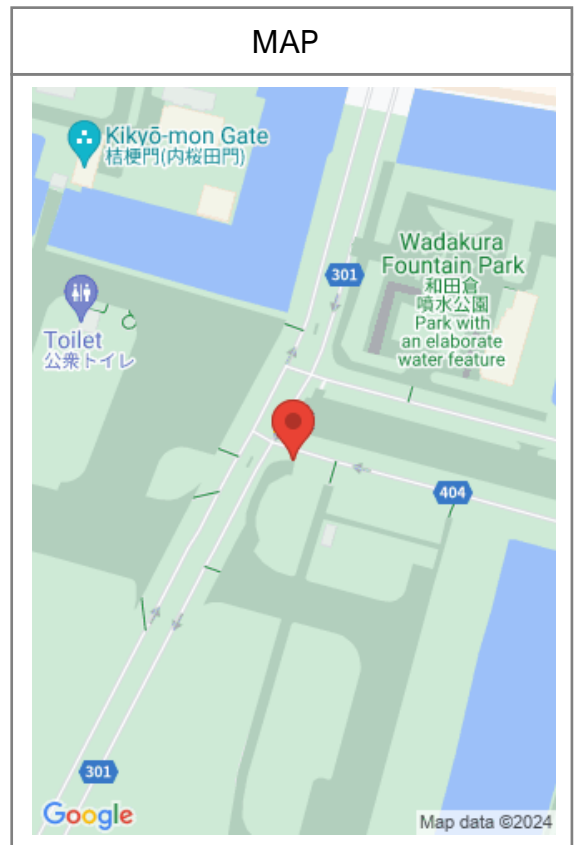 MAP
Kikyō-mon Gate
桔梗門(内桜田門)
301
Wadakura
Fountain Park
和田倉
噴水公園
Park with
an elaborate
water feature
Toilet
公衆トイレ
404
301
Google
Map data ©2024